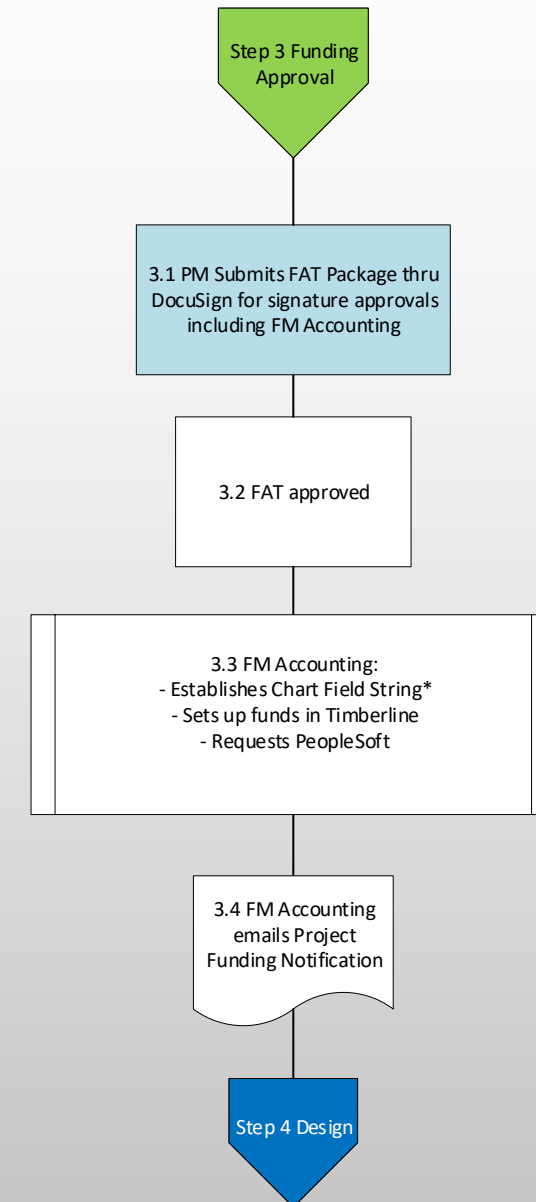 Step 3 Funding
Approval
3.1 PM Submits FAT Package thru
DocuSign for signature approvals
including FM Accounting
3.2 FAT approved
3.3 FM Accounting:
- Establishes Chart Field String*
- Sets up funds in Timberline
- Requests PeopleSoft
3.4 FM Accounting
emails Project
Funding Notification
Step 4 Design